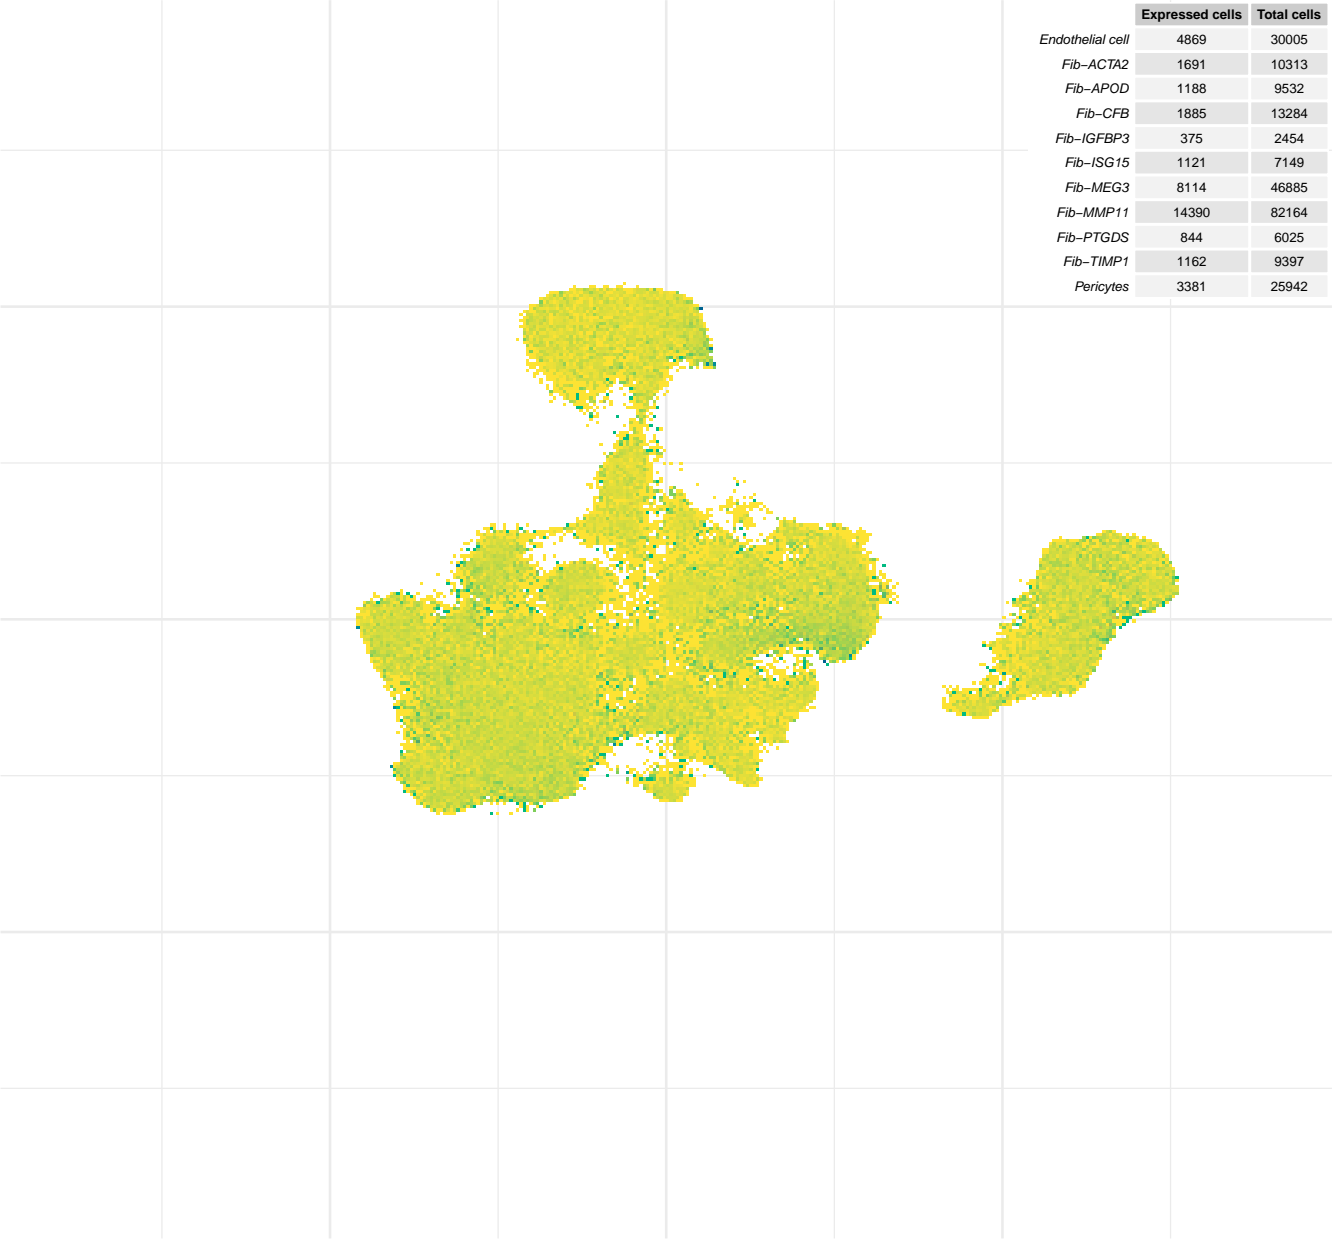 Expressed cells Total cells
Endothelial cell 4869 30005
Fib−ACTA2 1691 10313
Fib−APOD 1188 9532
Fib−CFB 1885 13284
Fib−IGFBP3 375 2454
Fib−ISG15 1121 7149
Fib−MEG3 8114 46885
Fib−MMP11 14390 82164
Fib−PTGDS 844 6025
Fib−TIMP1 1162 9397
Pericytes 3381 25942